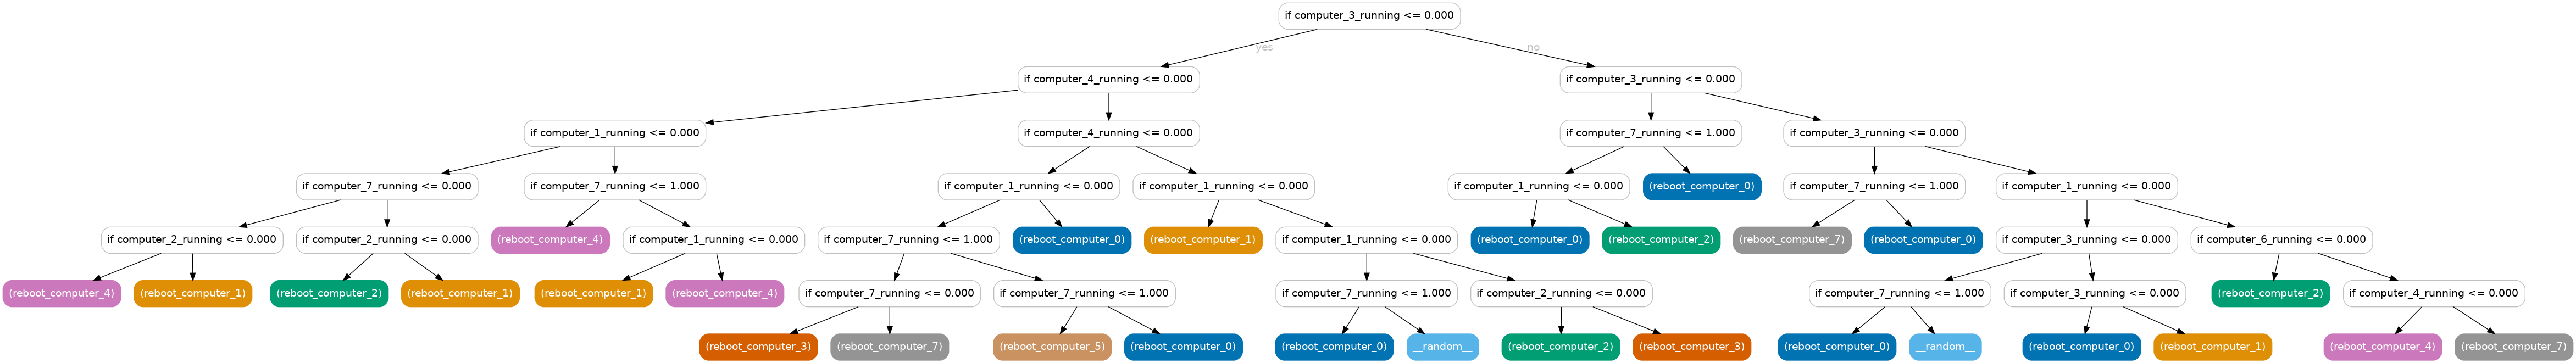 if computer_3_running <= 0.000
yes
no
if computer_4_running <= 0.000
if computer_3_running <= 0.000
if computer_1_running <= 0.000
if computer_4_running <= 0.000
if computer_7_running <= 1.000
if computer_3_running <= 0.000
if computer_7_running <= 0.000
if computer_7_running <= 1.000
if computer_1_running <= 0.000
if computer_1_running <= 0.000
if computer_1_running <= 0.000
(reboot_computer_0)
if computer_7_running <= 1.000
if computer_1_running <= 0.000
if computer_2_running <= 0.000
if computer_2_running <= 0.000
(reboot_computer_4)
if computer_1_running <= 0.000
if computer_7_running <= 1.000
(reboot_computer_0)
(reboot_computer_1)
if computer_1_running <= 0.000
(reboot_computer_0)
(reboot_computer_2)
(reboot_computer_7)
(reboot_computer_0)
if computer_3_running <= 0.000
if computer_6_running <= 0.000
(reboot_computer_4)
(reboot_computer_1)
(reboot_computer_2)
(reboot_computer_1)
(reboot_computer_1)
(reboot_computer_4)
if computer_7_running <= 0.000
if computer_7_running <= 1.000
if computer_7_running <= 1.000
if computer_2_running <= 0.000
if computer_7_running <= 1.000
if computer_3_running <= 0.000
(reboot_computer_2)
if computer_4_running <= 0.000
(reboot_computer_3)
(reboot_computer_7)
(reboot_computer_5)
(reboot_computer_0)
(reboot_computer_0)
__random__
(reboot_computer_2)
(reboot_computer_3)
(reboot_computer_0)
__random__
(reboot_computer_0)
(reboot_computer_1)
(reboot_computer_4)
(reboot_computer_7)